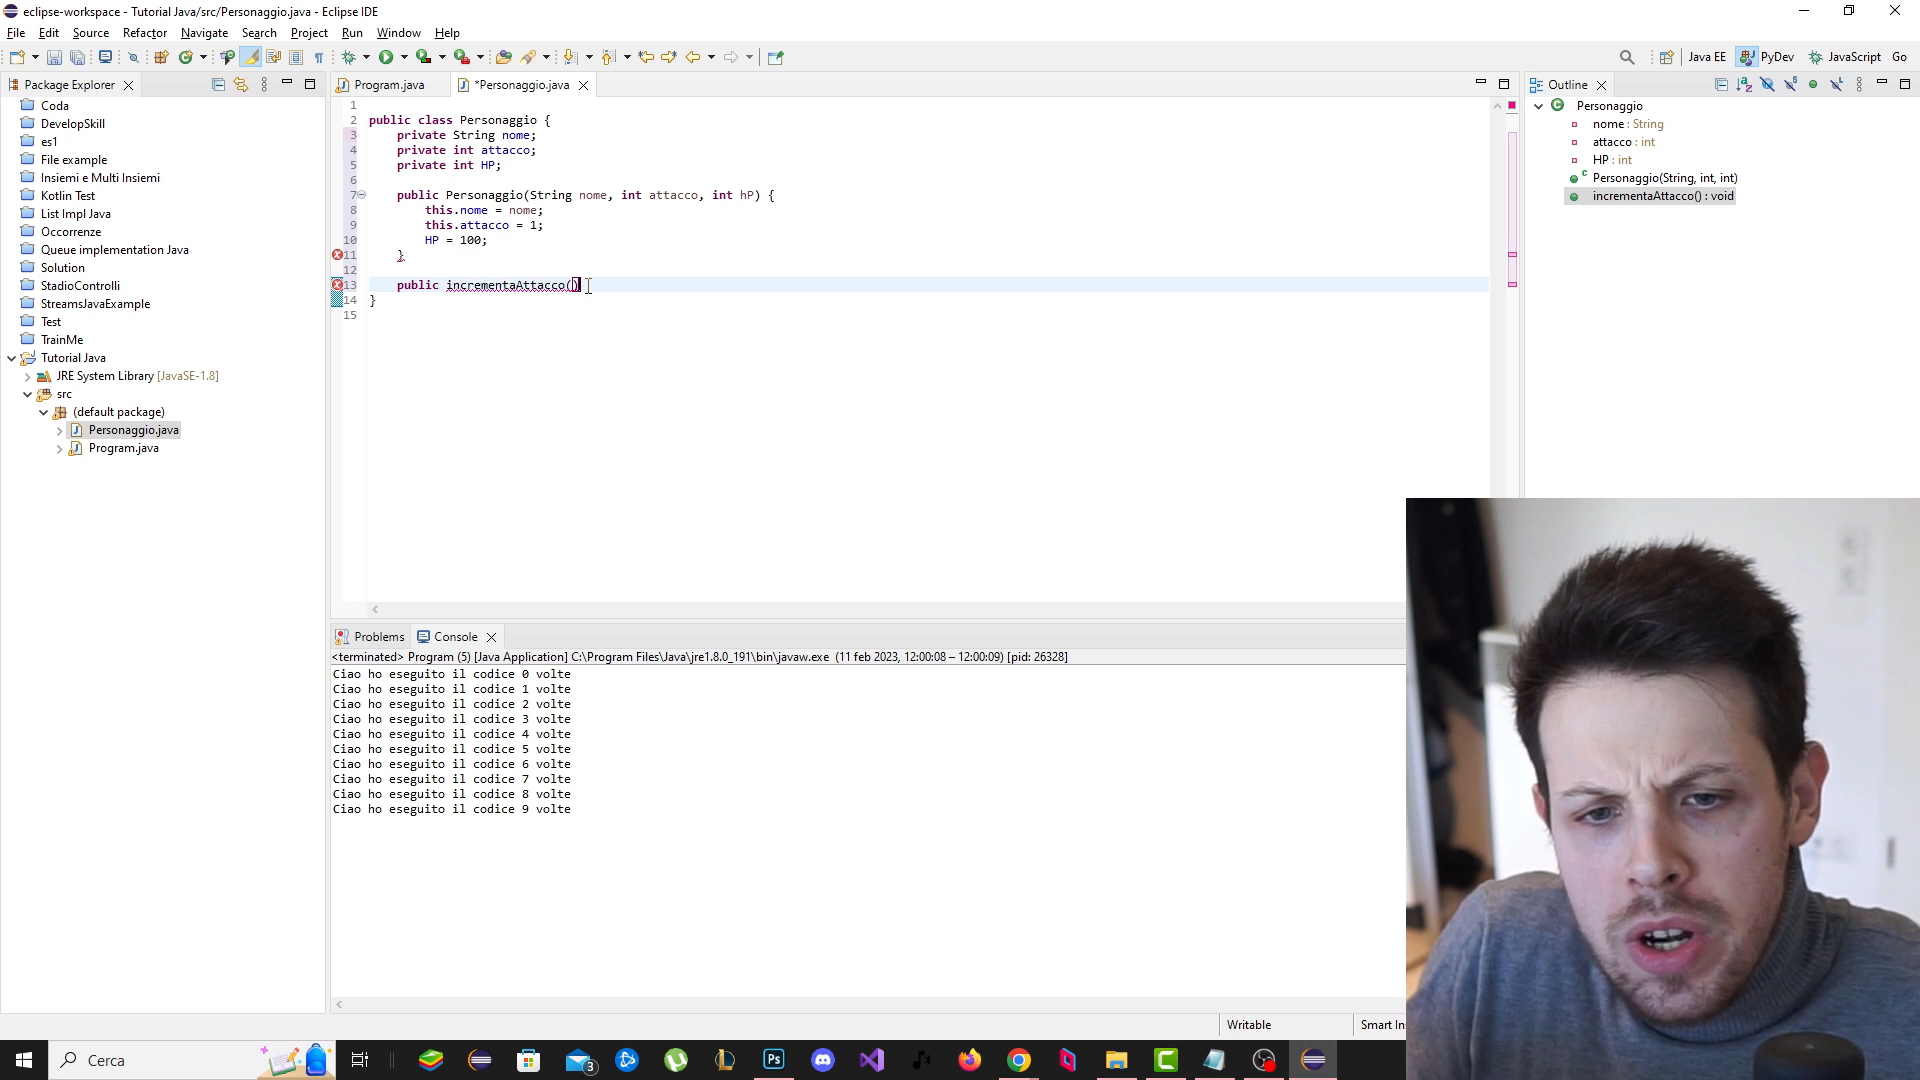 eclipse-workspace - Tutorial Java/src/Personaggio.java - Eclipse IDE
File Edit Source Refactor Navigate Search Project Run Window Help
Java EE PyDev JavaScript Go
Package Explorer
Program.java *Personaggio.java
Outline
Coda
DevelopSkill
es1
File example
Insiemi e Multi Insiemi
Kotlin Test
List Impl Java
Occorrenze
Queue implementation Java
Solution
StadioControlli
StreamsJavaExample
Test
TrainMe
Tutorial Java
JRE System Library [JavaSE-1.8]
src
(default package)
Personaggio.java
Program.java
1
2 public class Personaggio {
3 private String nome;
4 private int attacco;
5 private int HP;
6
7 public Personaggio(String nome, int attacco, int hP) {
8 this.nome = nome;
9 this.attacco = 1;
10 HP = 100;
11 }
12
13 public incrementaAttacco()
14 }
15
Personaggio
nome : String
attacco : int
HP : int
Personaggio(String, int, int)
incrementaAttacco() : void
Problems Console
<terminated> Program (5) [Java Application] C:\Program Files\Java\jre1.8.0_191\bin\javaw.exe (11 feb 2023, 12:00:08 – 12:00:09) [pid: 26328]
Ciao ho eseguito il codice 0 volte
Ciao ho eseguito il codice 1 volte
Ciao ho eseguito il codice 2 volte
Ciao ho eseguito il codice 3 volte
Ciao ho eseguito il codice 4 volte
Ciao ho eseguito il codice 5 volte
Ciao ho eseguito il codice 6 volte
Ciao ho eseguito il codice 7 volte
Ciao ho eseguito il codice 8 volte
Ciao ho eseguito il codice 9 volte
Writable Smart In
Cerca
3
Ps